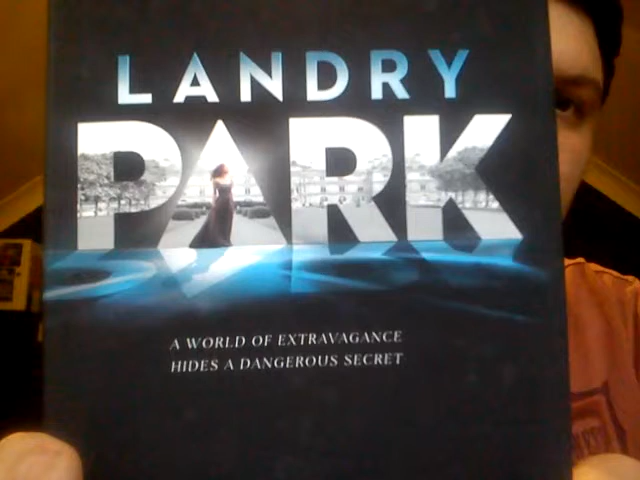 LANDRY
PARK
A WORLD OF EXTRAVAGANCE
HIDES A DANGEROUS SECRET